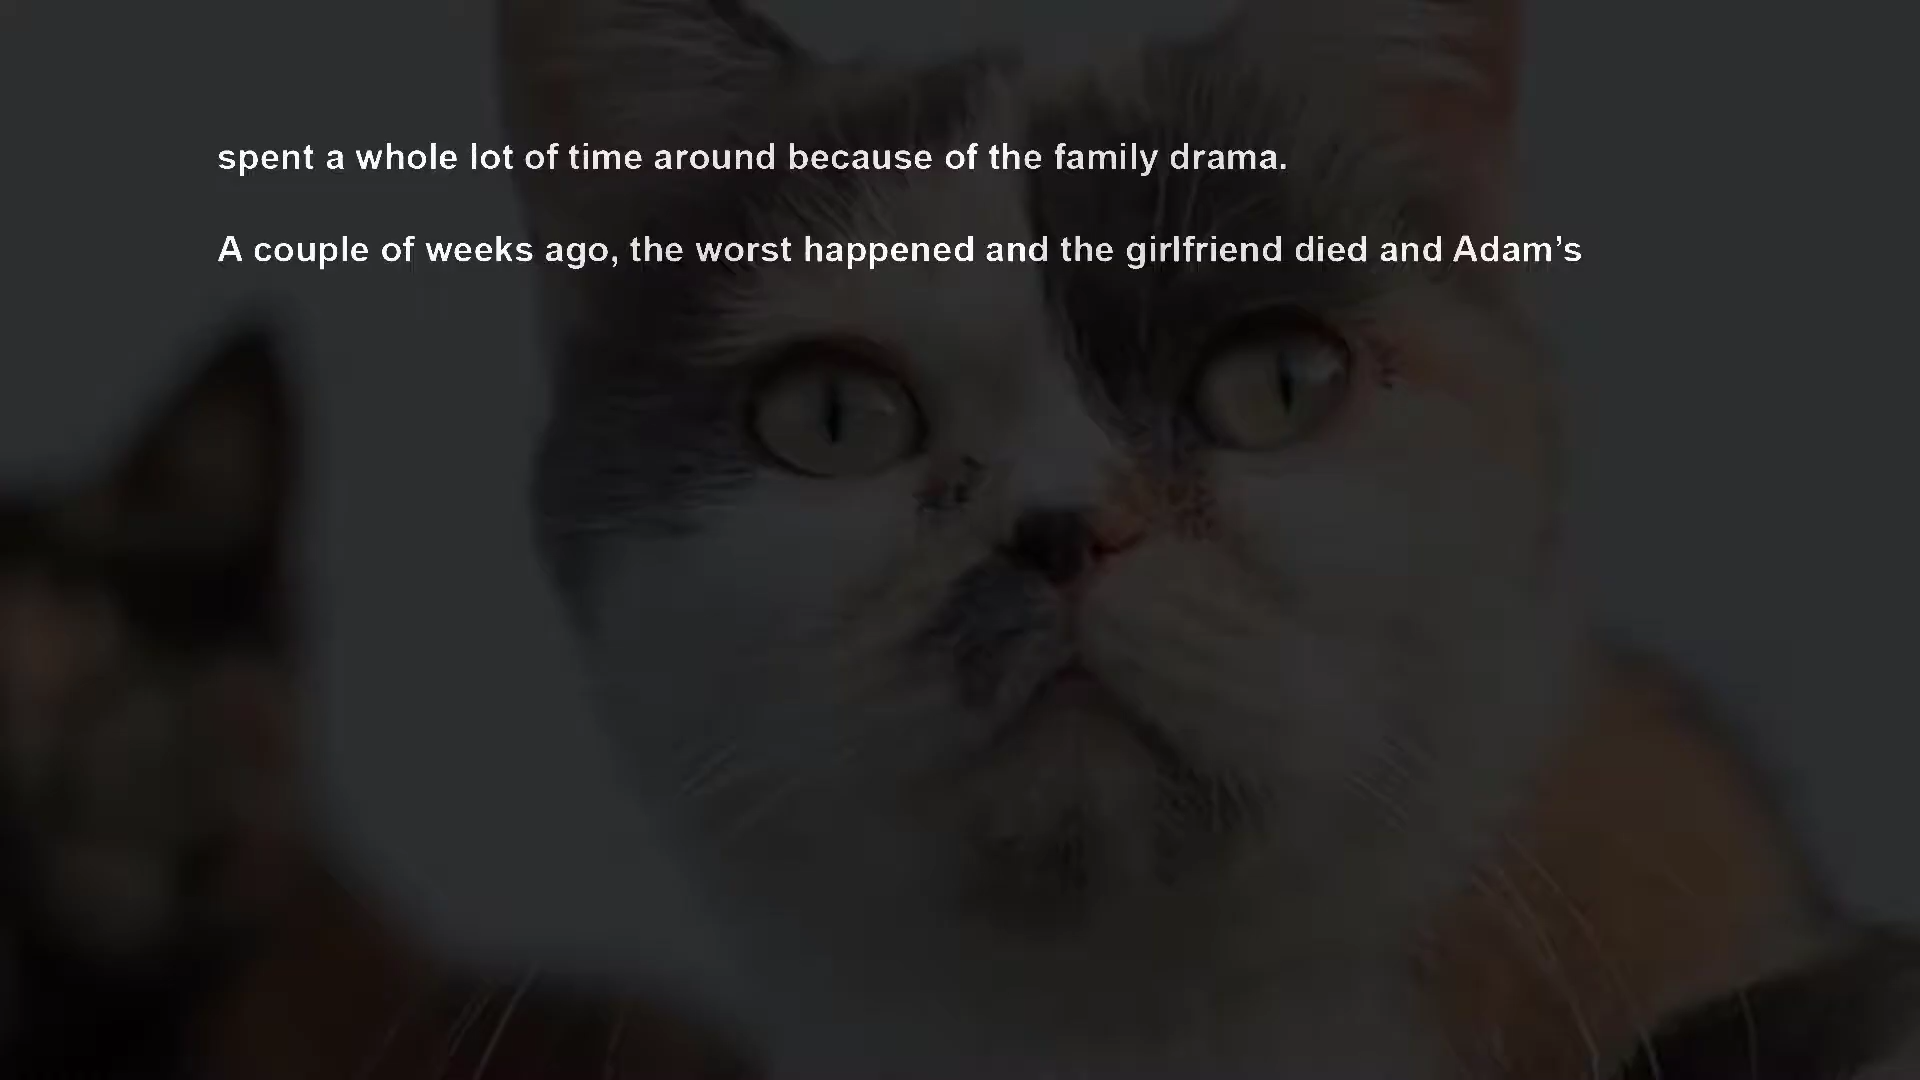 spent a whole lot of time around because of the family drama.
A couple of weeks ago, the worst happened and the girlfriend died and Adam’s